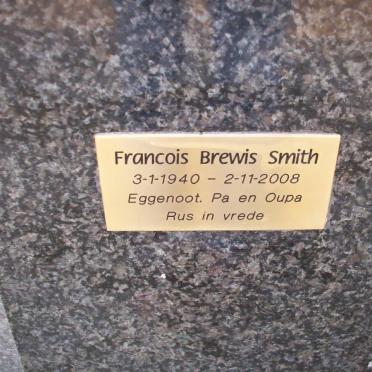 Francois Brewis Smith
3-1-1940 - 2-11-2008
Eggenoot. Pa en Oupa
Rus in vrede